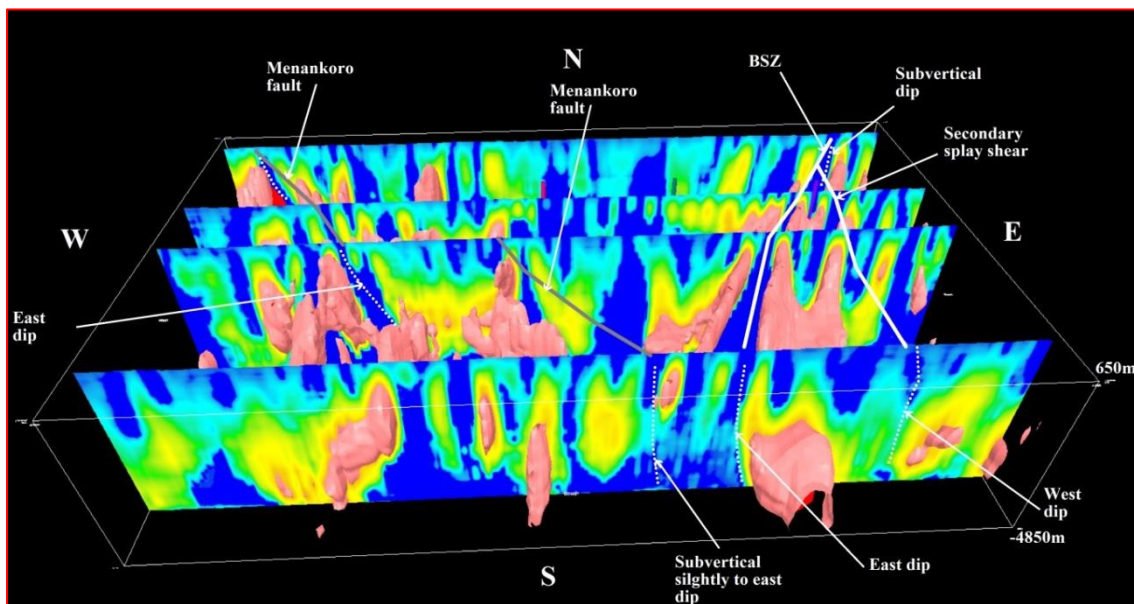 N
BSZ
Menankoro
fault
Menankoro
fault
Subvertical
dip
Secondary
splay shear
W
E
East
dip
650m
West
dip
-4850m
Subvertical
silghtly to east
dip
East dip
S